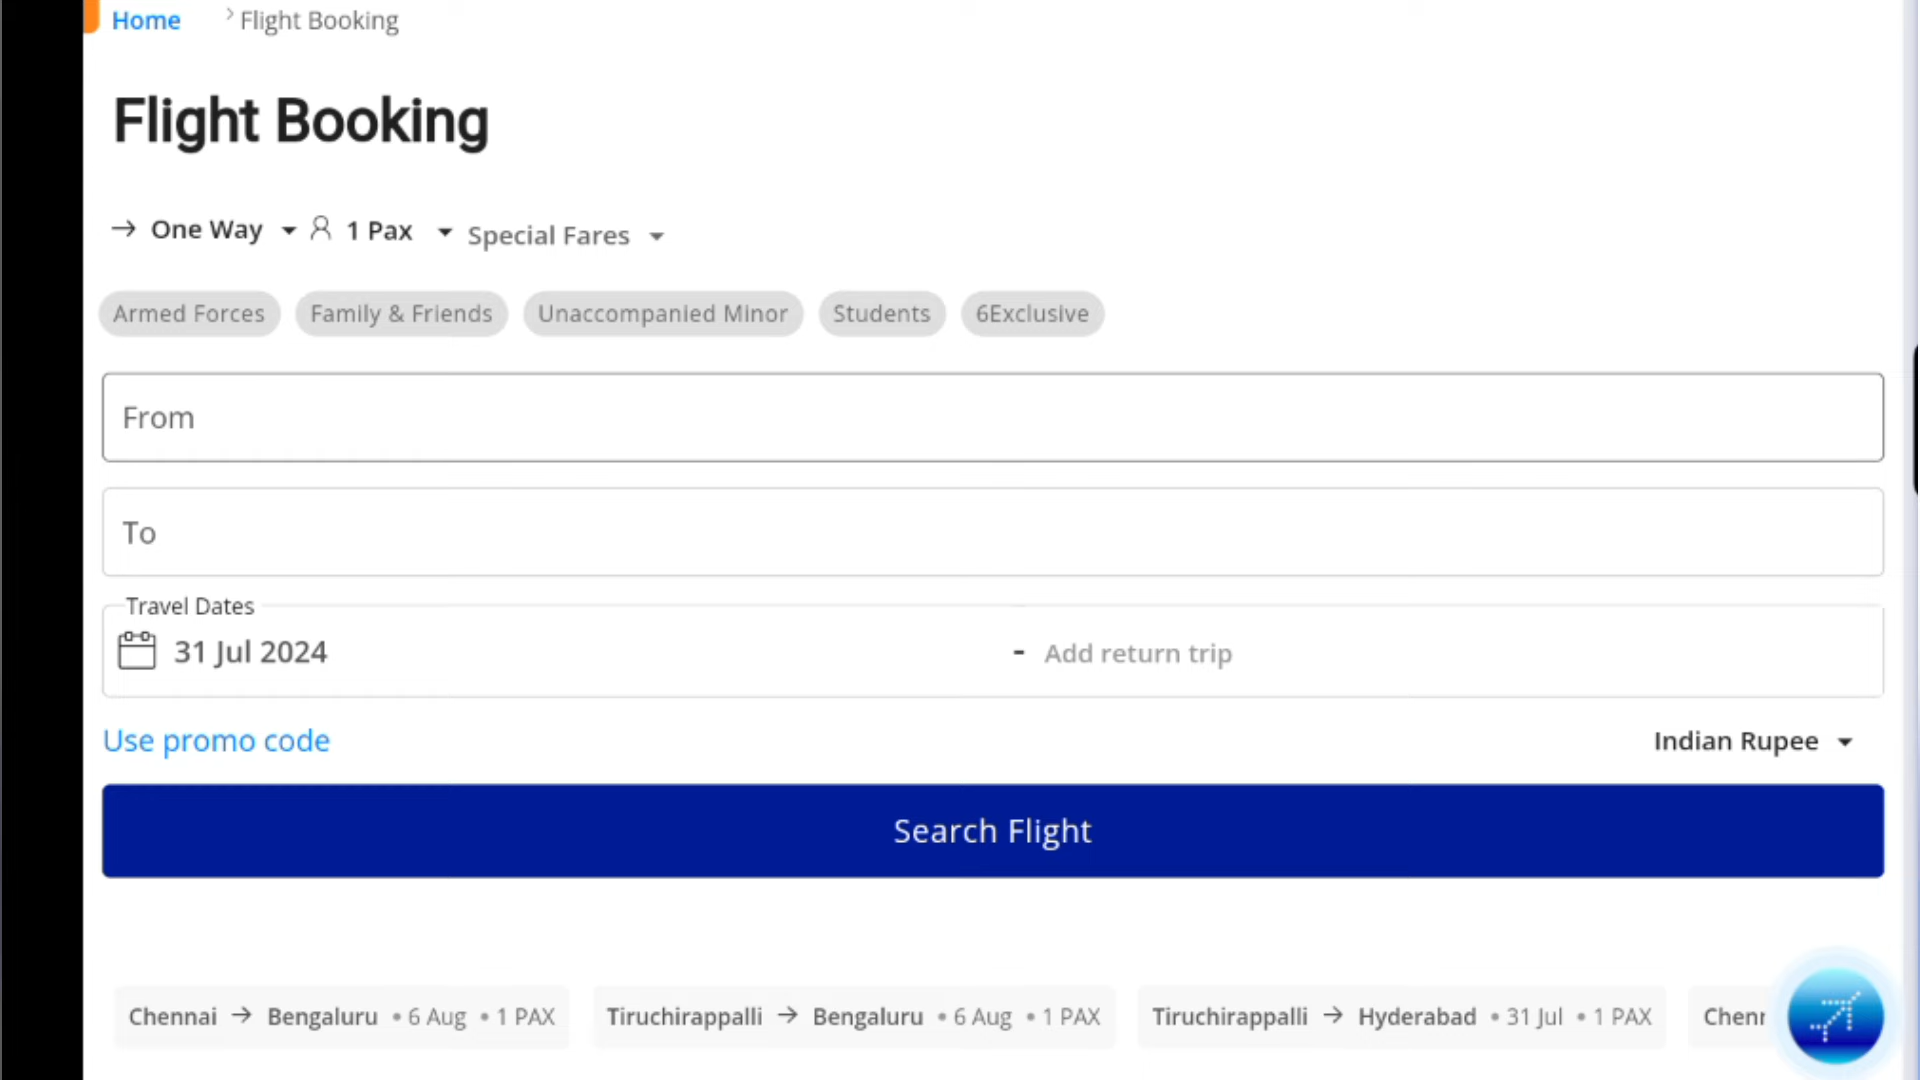 Home > Flight Booking
Flight Booking
→ One Way 1 Pax Special Fares
Armed Forces Family & Friends Unaccompanied Minor Students 6Exclusive
From
To
Travel Dates
31 Jul 2024 - Add return trip
Use promo code Indian Rupee
Search Flight
Chennai → Bengaluru • 6 Aug • 1 PAX Tiruchirappalli → Bengaluru • 6 Aug • 1 PAX Tiruchirappalli → Hyderabad • 31 Jul • 1 PAX